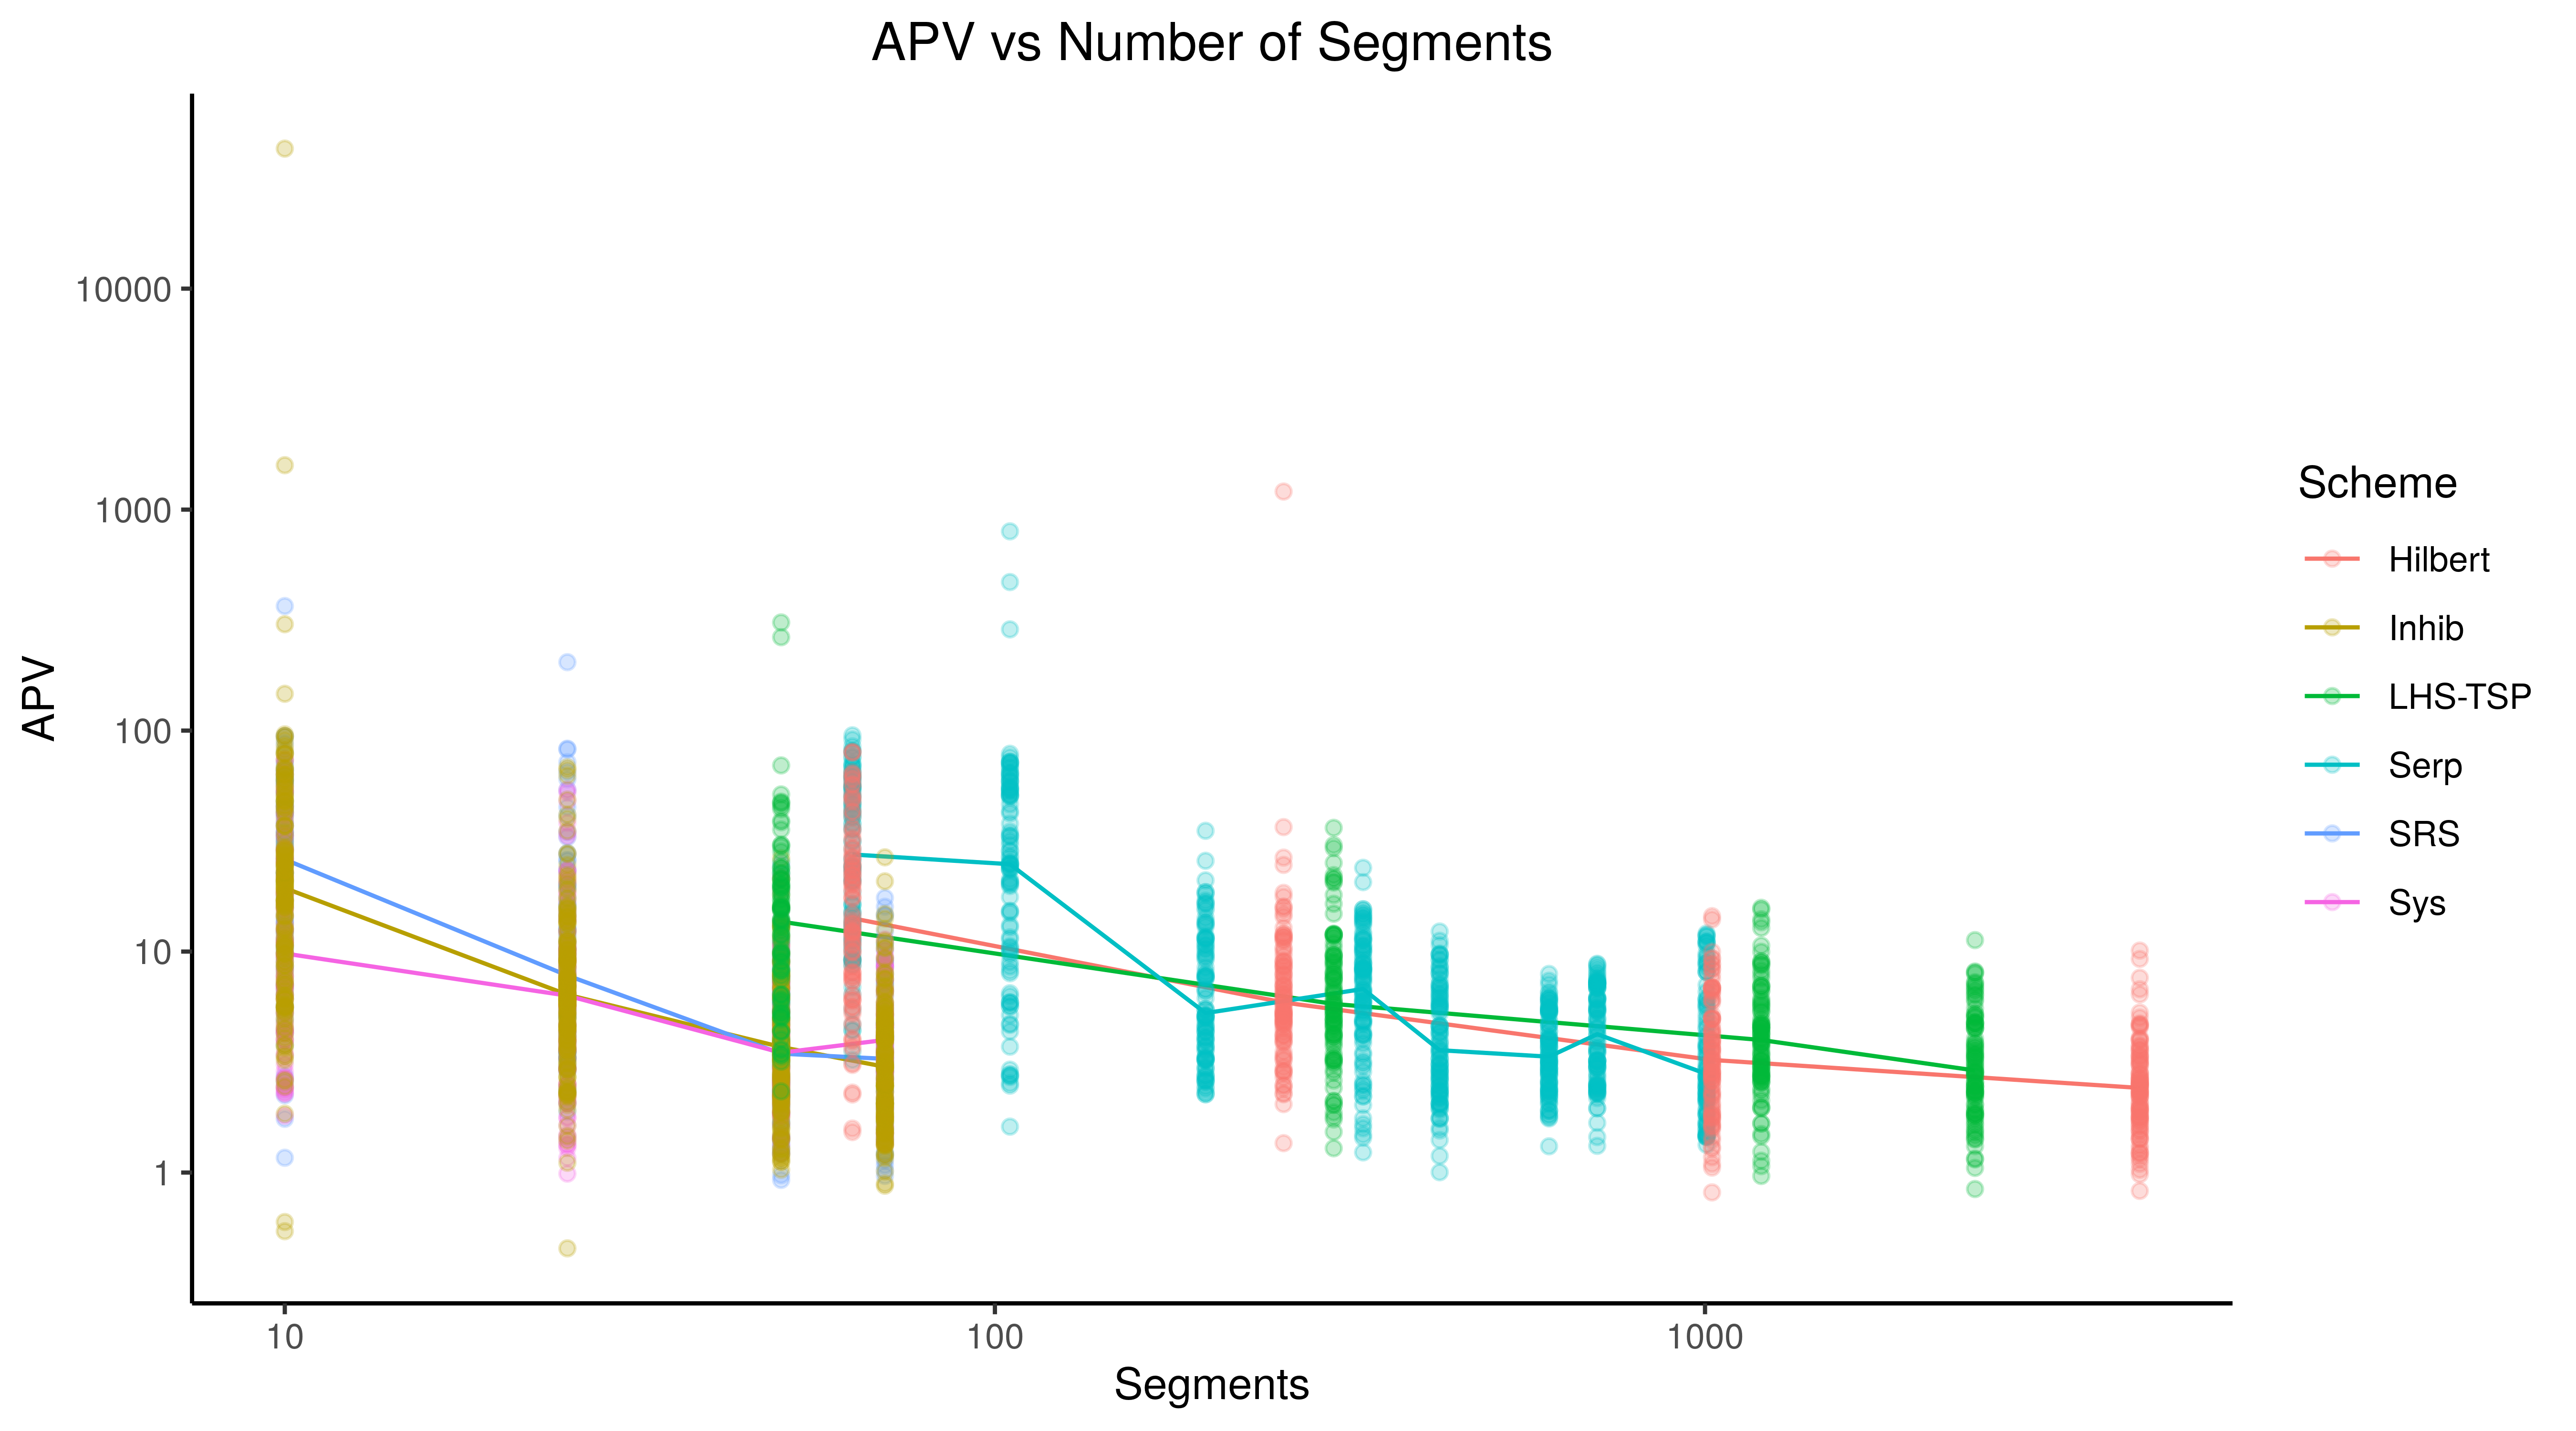 APV vs Number of Segments
APV
10000
1000
100
10
1
10
100
1000
Segments
Scheme
Hilbert
Inhib
LHS-TSP
Serp
SRS
Sys